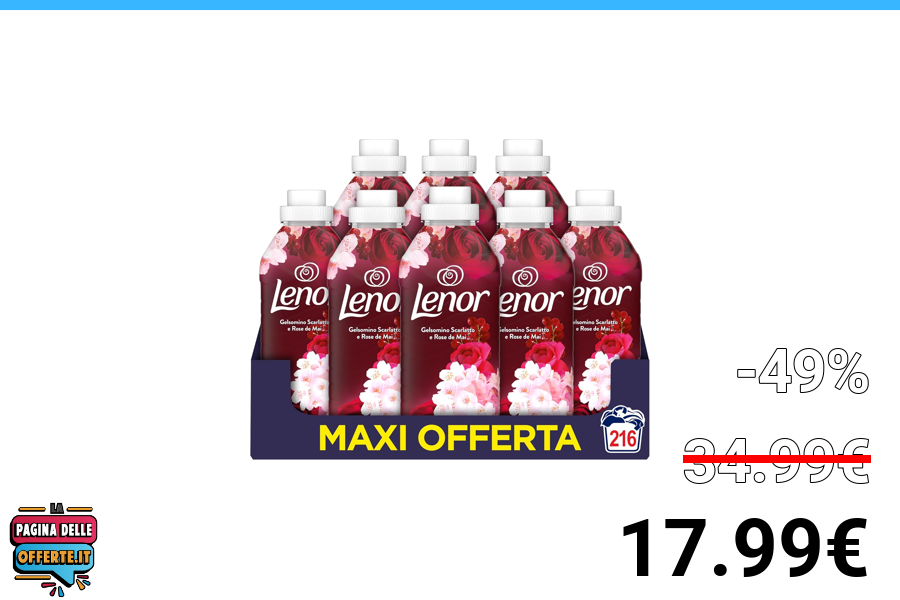 Lenor
Gelsomino Scarlatto
e Rose de Mai
Lenor
Gelsomino Scarlatto
e Rose de Mai
Lenor
Gelsomino Scarlatto
e Rose de Mai
enor
Gelsomino Scarlatto
e Rose de Mai
enor
Gelsomino Scarlatto
e Rose de Mai
MAXI OFFERTA
216
-49%
34.99€
17.99€
LA
PAGINA DELLE
OFFERTE.IT